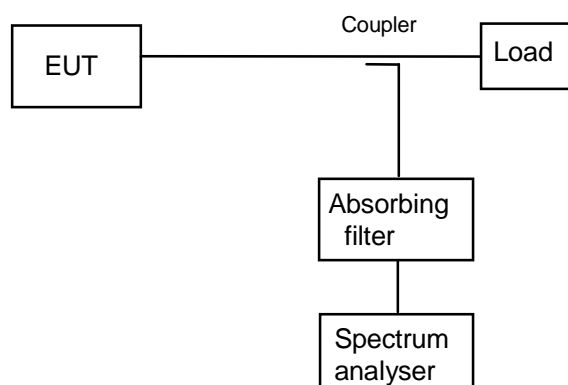 Coupler
EUT
Load
Absorbing
filter
Spectrum
analyser